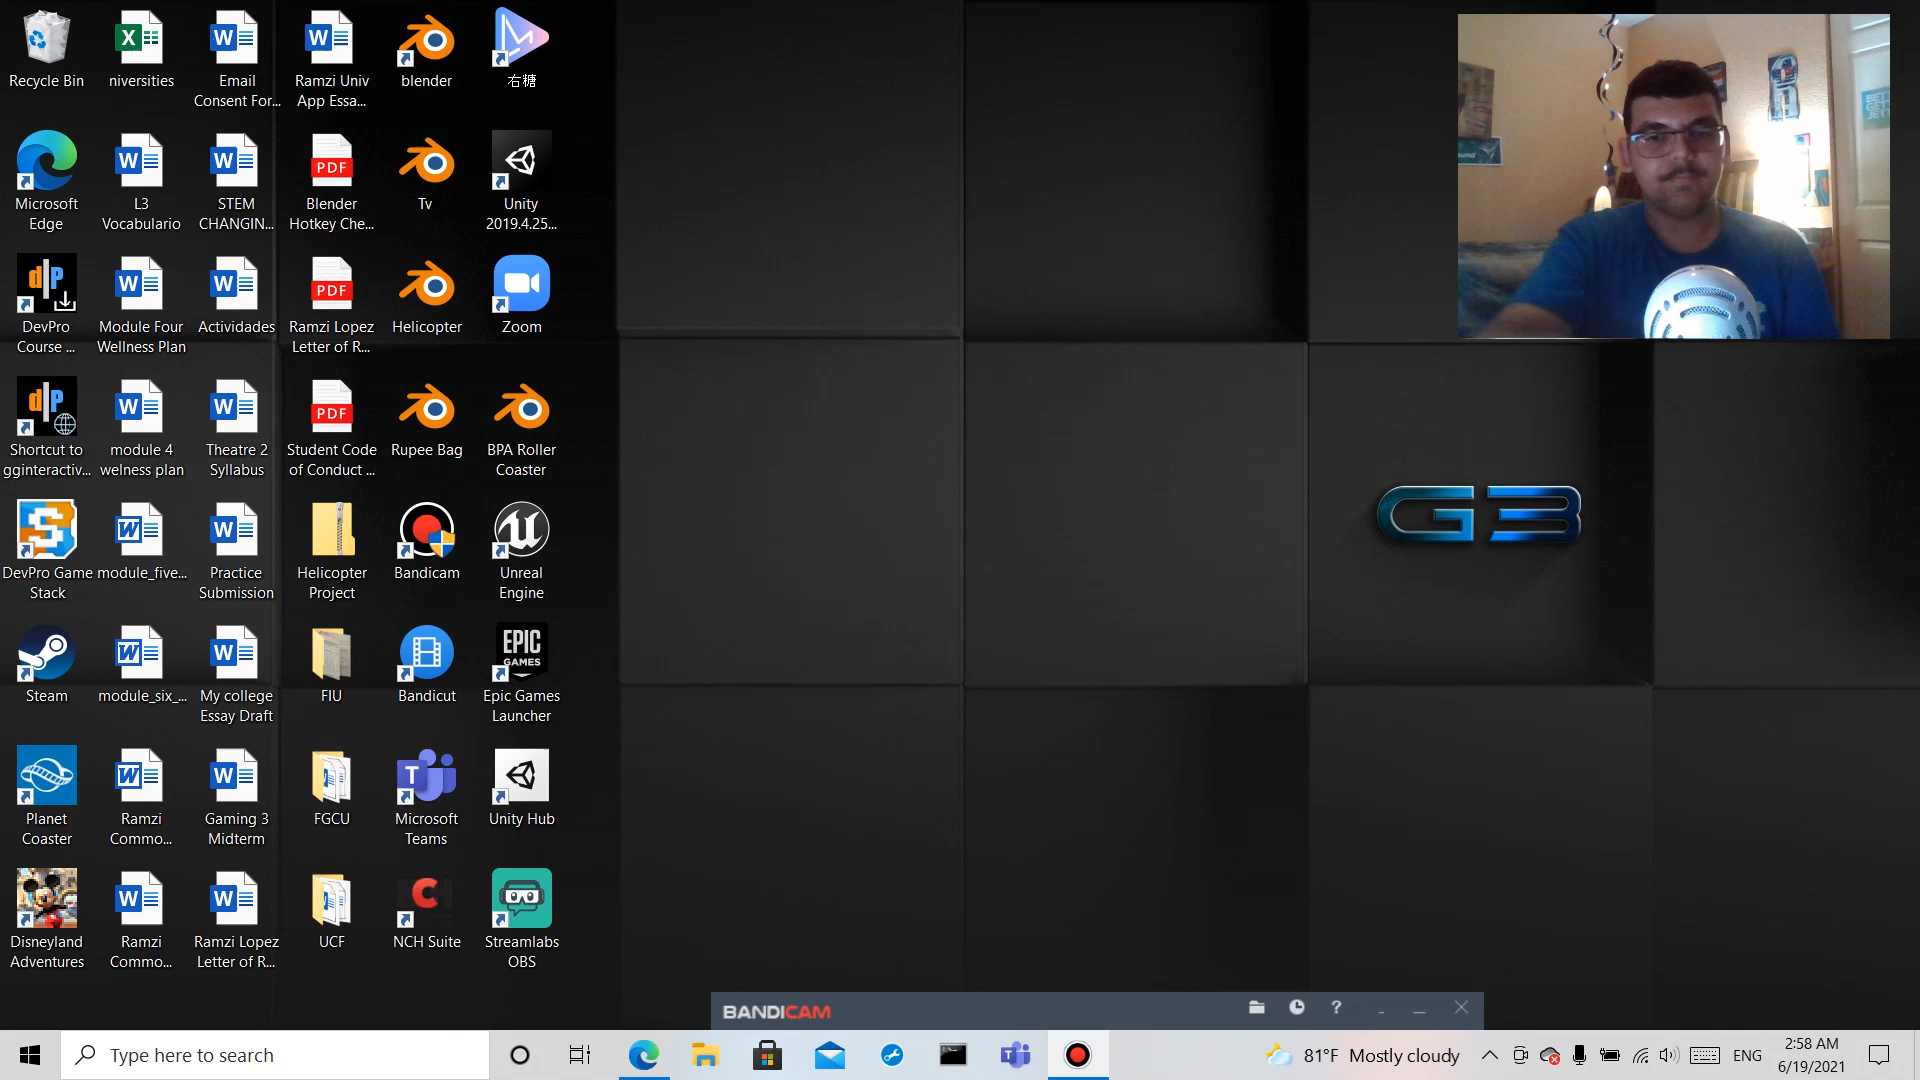 Recycle Bin
niversities
Email
Consent For...
Ramzi Univ
App Essa...
blender
右糖
Microsoft
Edge
L3
Vocabulario
STEM
CHANGIN...
PDF
Blender
Hotkey Che...
Tv
Unity
2019.4.25...
DevPro
Course ...
Module Four
Wellness Plan
Actividades
PDF
Ramzi Lopez
Letter of R...
Helicopter
Zoom
Shortcut to
gginteractiv...
module 4
welness plan
Theatre 2
Syllabus
PDF
Student Code
of Conduct ...
Rupee Bag
BPA Roller
Coaster
DevPro Game
Stack
module_five...
Practice
Submission
Helicopter
Project
Bandicam
Unreal
Engine
Steam
module_six_...
My college
Essay Draft
FIU
Bandicut
EPIC
GAMES
Epic Games
Launcher
Planet
Coaster
Ramzi
Commo...
Gaming 3
Midterm
FGCU
Microsoft
Teams
Unity Hub
Disneyland
Adventures
Ramzi
Commo...
Ramzi Lopez
Letter of R...
UCF
NCH Suite
Streamlabs
OBS
G3
BANDICAM
Type here to search
81°F Mostly cloudy
ENG
2:58 AM
6/19/2021